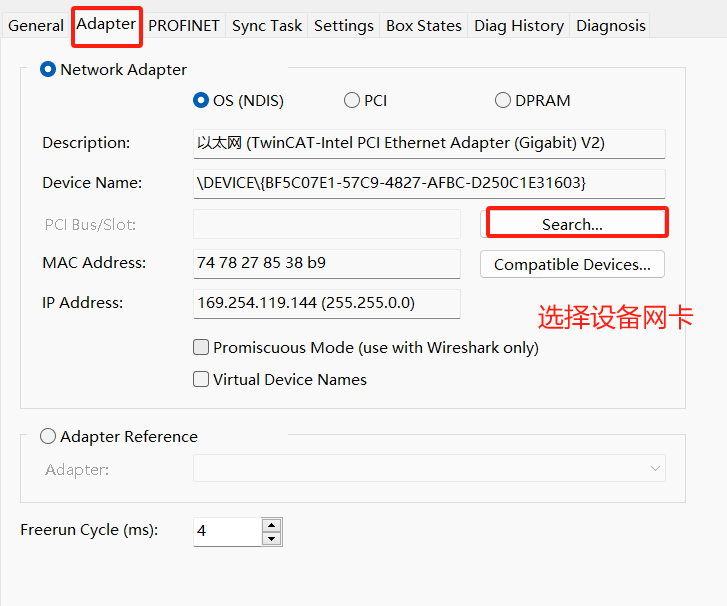 General Adapter PROFINET Sync Task Settings Box States Diag History Diagnosis
Network Adapter
OS (NDIS) PCI DPRAM
Description: 以太网 (TwinCAT-Intel PCI Ethernet Adapter (Gigabit) V2)
Device Name: \DEVICE\{BF5C07E1-57C9-4827-AFBC-D250C1E31603}
PCI Bus/Slot: Search...
MAC Address: 74 78 27 85 38 b9 Compatible Devices...
IP Address: 169.254.119.144 (255.255.0.0)
选择设备网卡
Promiscuous Mode (use with Wireshark only)
Virtual Device Names
Adapter Reference
Adapter:
Freerun Cycle (ms): 4